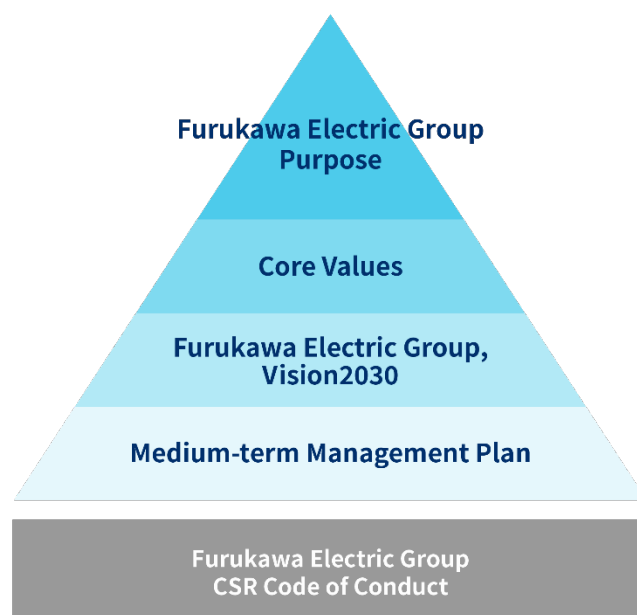 Furukawa Electric Group
Purpose
Core Values
Furukawa Electric Group,
Vision2030
Medium-term Management Plan
Furukawa Electric Group
CSR Code of Conduct